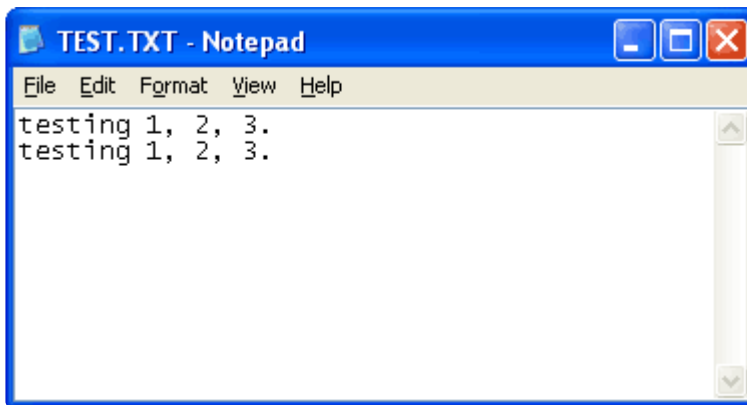 TEST.TXT - Notepad
File Edit Format View Help
testing 1, 2, 3.
testing 1, 2, 3.